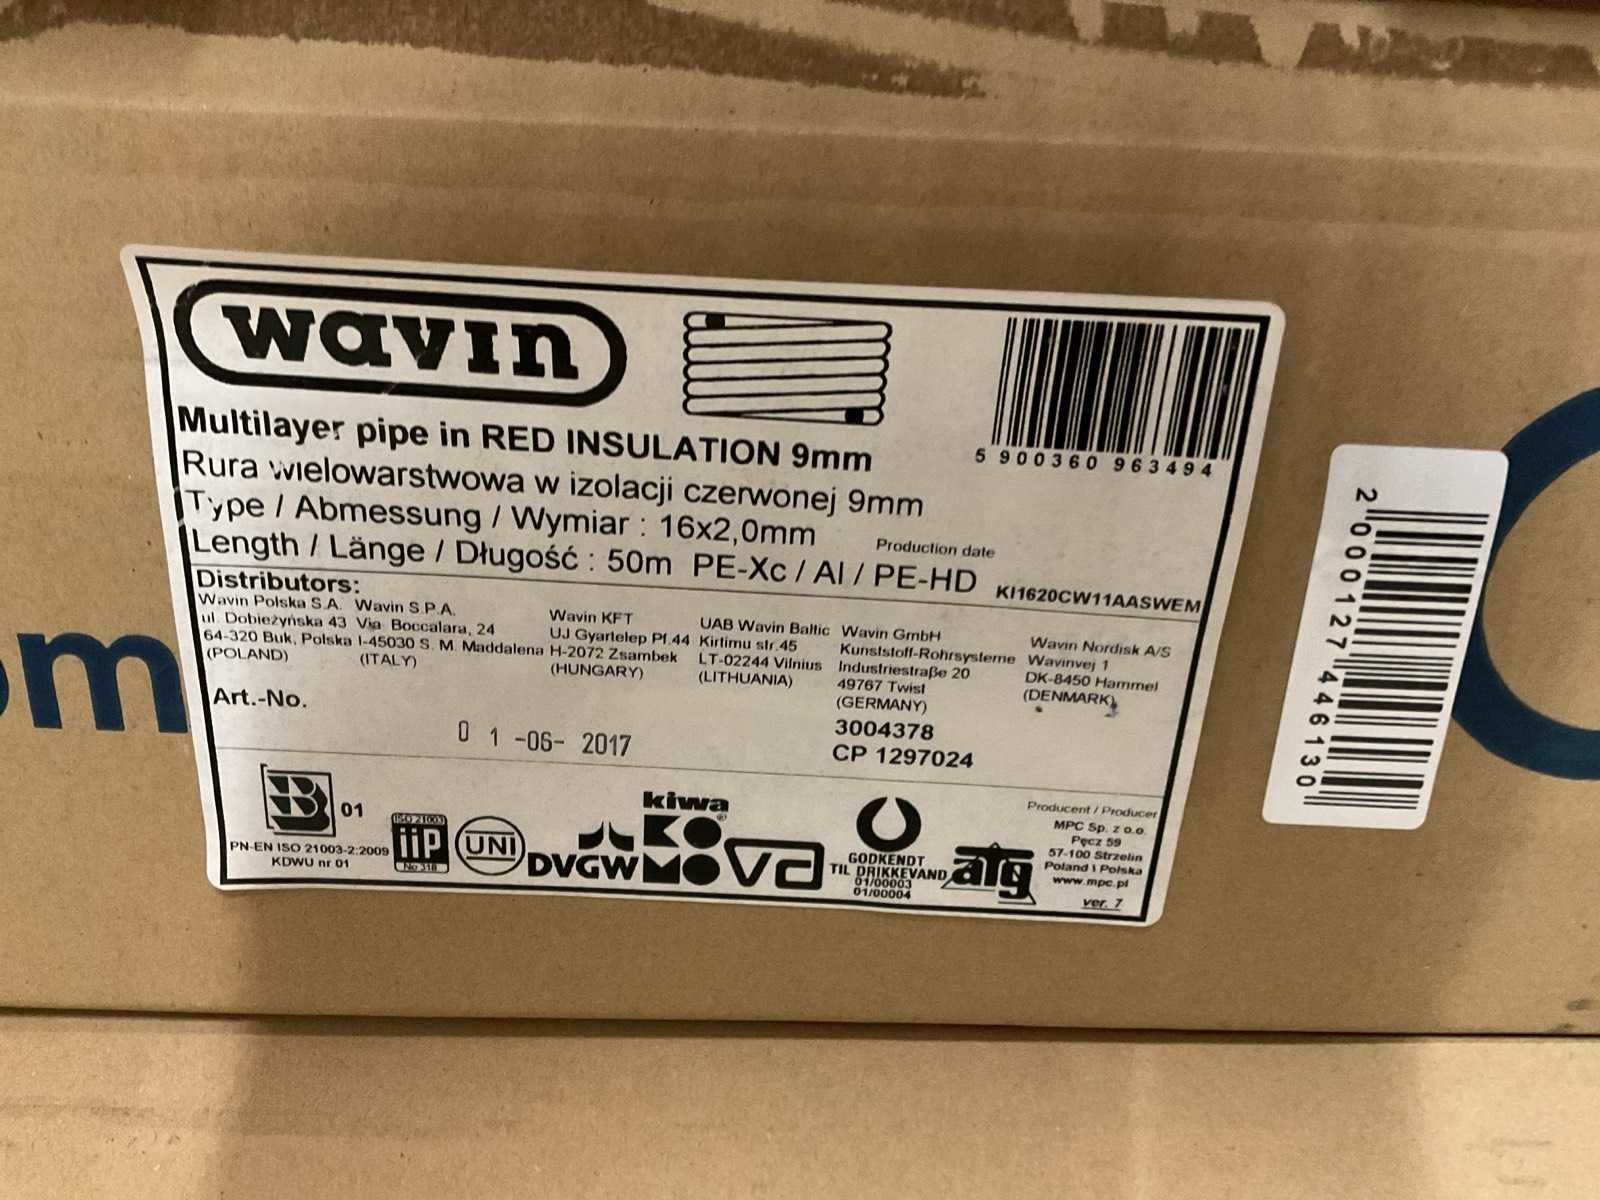 wavin
5 900360 963494
Multilayer pipe in RED INSULATION 9mm
Rura wielowarstwowa w izolacji czerwonej 9mm
Type / Abmessung / Wymiar : 16x2,0mm
Production date
Length / Länge / Długość : 50m PE-Xc / Al / PE-HD
KI1620CW11AASWEM
Distributors:
Wavin Polska S.A.
ul. Dobieżyńska 43
64-320 Buk, Polska
(POLAND)
Wavin S.P.A.
Via Boccalara, 24
I-45030 S. M. Maddalena
(ITALY)
Wavin KFT
UJ Gyartelep Pf.44
H-2072 Zsambek
(HUNGARY)
UAB Wavin Baltic
Kirtimu str.45
LT-02244 Vilnius
(LITHUANIA)
Wavin GmbH
Kunststoff-Rohrsysteme
Industriestraße 20
49767 Twist
(GERMANY)
Wavin Nordisk A/S
Wavinvej 1
DK-8450 Hammel
(DENMARK)
Art.-No.
3004378
CP 1297024
0 1 -06- 2017
B 01
PN-EN ISO 21003-2:2009
KDWU nr 01
ISO 21003
iiP
No 318
UNI
DVGW
kiwa
KOMO
VA
GODKENDT
TIL DRIKKEVAND
01/00003
01/00004
atg
Producent / Producer
MPC Sp. z o.o.
Pęcz 59
57-100 Strzelin
Poland i Polska
www.mpc.pl
ver. 7
2000127446130
om